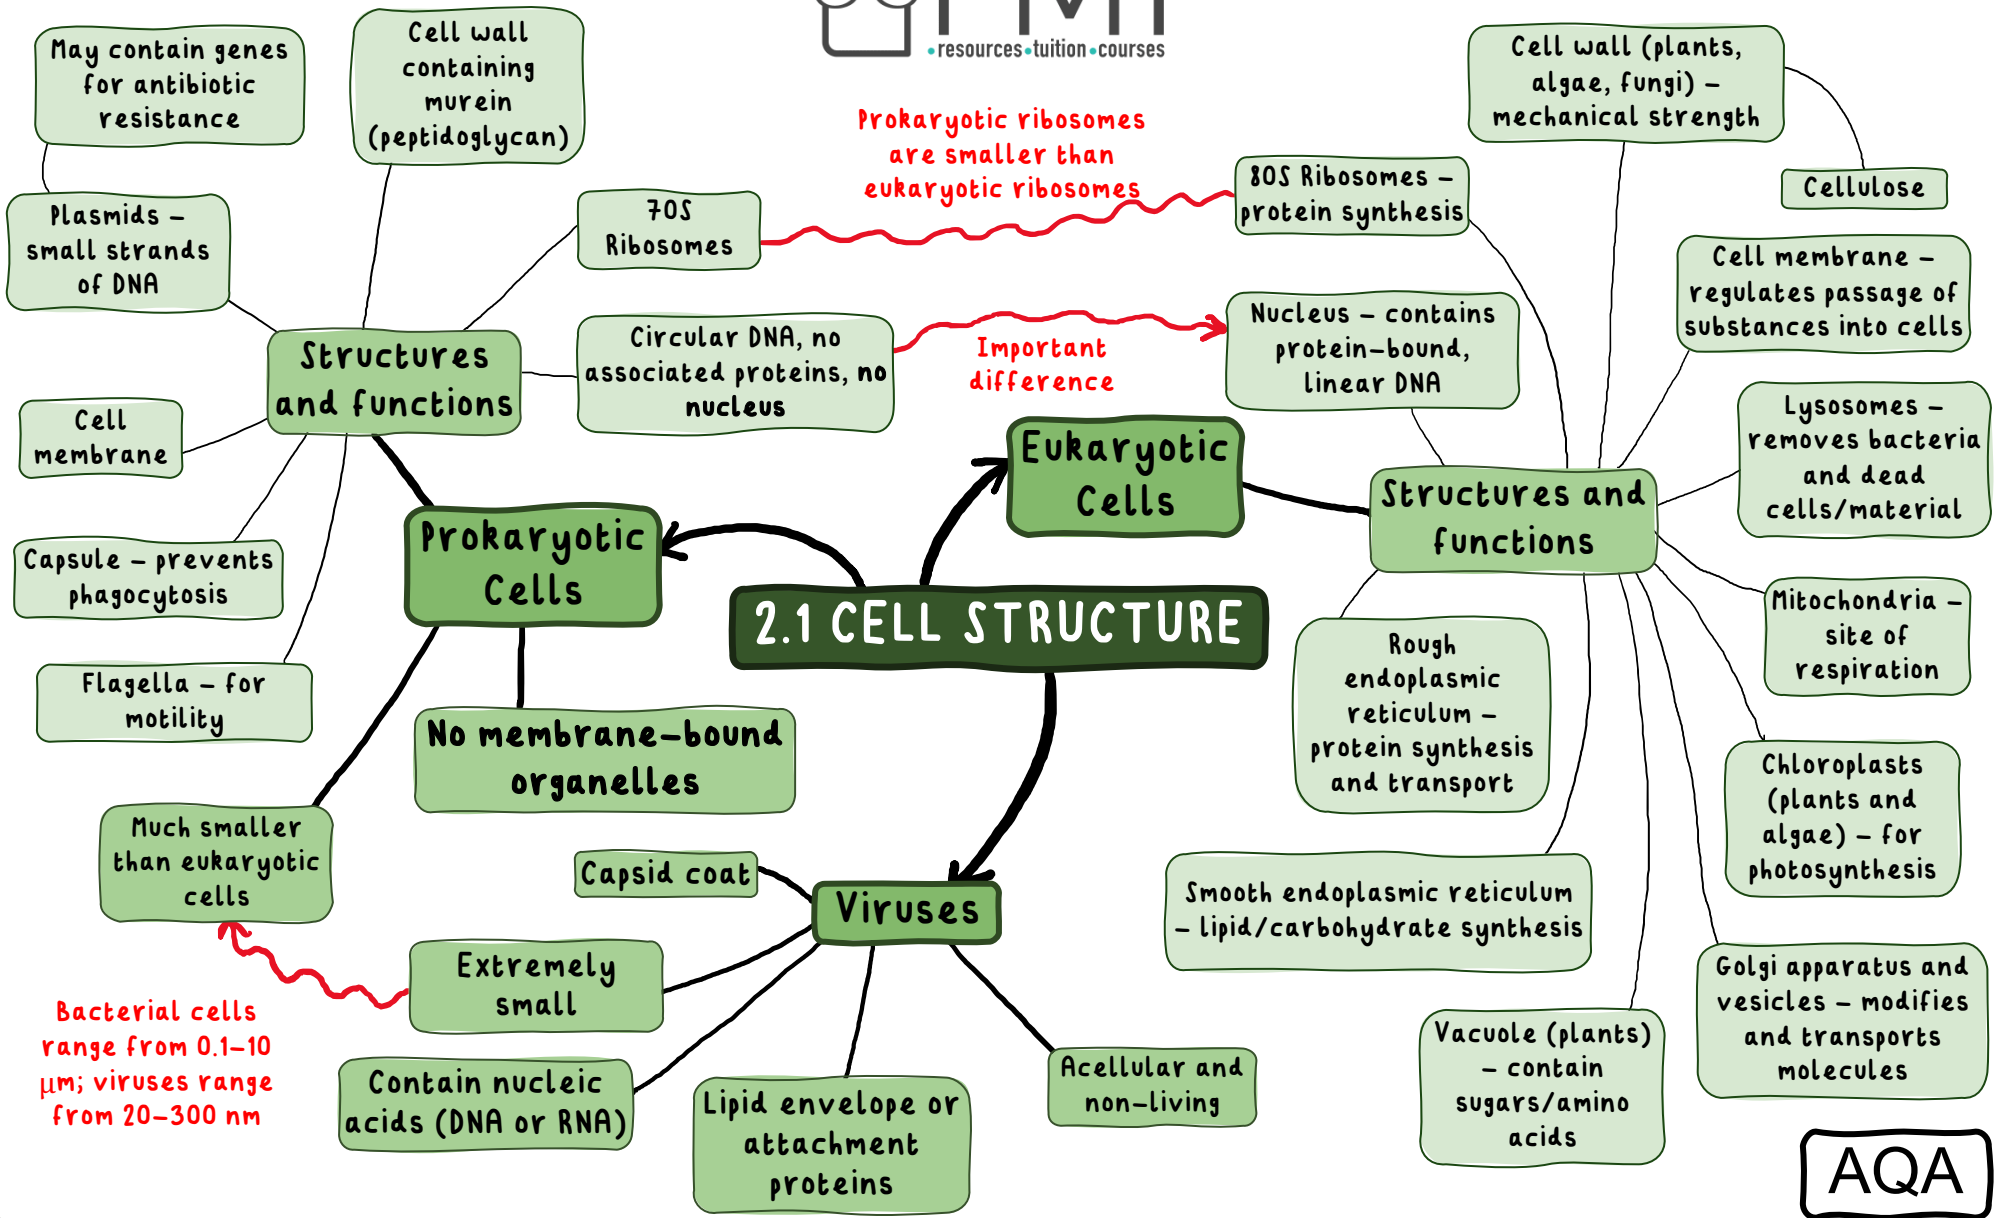 PMT
•resources•tuition•courses
May contain genes
for antibiotic
resistance
Cell wall
containing
murein
(peptidoglycan)
Plasmids –
small strands
of DNA
70S
Ribosomes
Prokaryotic ribosomes
are smaller than
eukaryotic ribosomes
80S Ribosomes –
protein synthesis
Cell wall (plants,
algae, fungi) –
mechanical strength
Cellulose
Structures
and functions
Circular DNA, no
associated proteins, no
nucleus
Important
difference
Nucleus – contains
protein-bound,
linear DNA
Cell membrane –
regulates passage of
substances into cells
Cell
membrane
Eukaryotic
Cells
Structures and
functions
Lysosomes –
removes bacteria
and dead
cells/material
Capsule – prevents
phagocytosis
Prokaryotic
Cells
2.1 CELL STRUCTURE
Mitochondria –
site of
respiration
Flagella – for
motility
No membrane-bound
organelles
Rough
endoplasmic
reticulum –
protein synthesis
and transport
Chloroplasts
(plants and
algae) – for
photosynthesis
Much smaller
than eukaryotic
cells
Capsid coat
Viruses
Smooth endoplasmic reticulum
– lipid/carbohydrate synthesis
Extremely
small
Golgi apparatus and
vesicles – modifies
and transports
molecules
Bacterial cells
range from 0.1–10
µm; viruses range
from 20–300 nm
Contain nucleic
acids (DNA or RNA)
Lipid envelope or
attachment
proteins
Acellular and
non-living
Vacuole (plants)
– contain
sugars/amino
acids
AQA